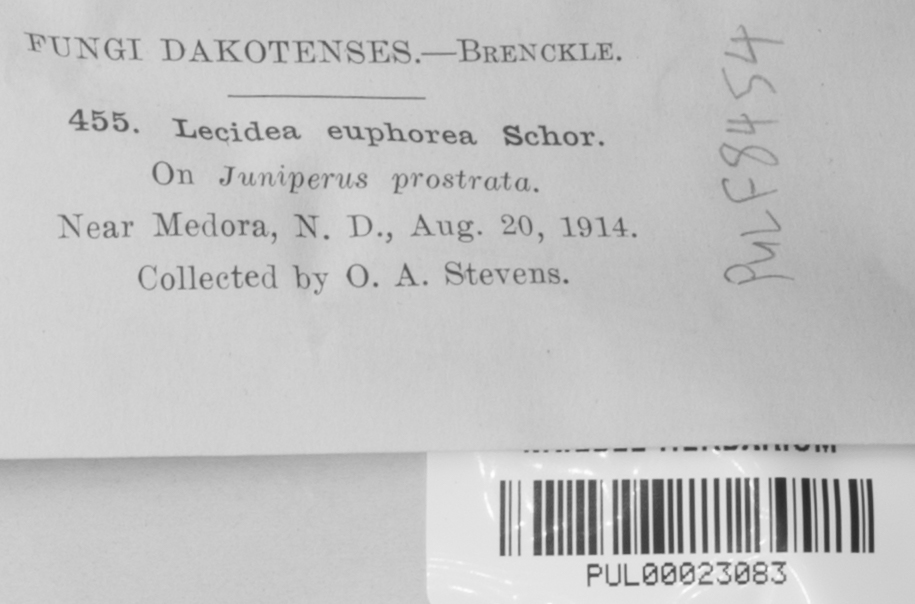 FUNGI DAKOTENSES.—BRENCKLE.
455. Lecidea euphorea Schor.
On Juniperus prostrata.
Near Medora, N. D., Aug. 20, 1914.
Collected by O. A. Stevens.
PUL F8454
PUL00023083